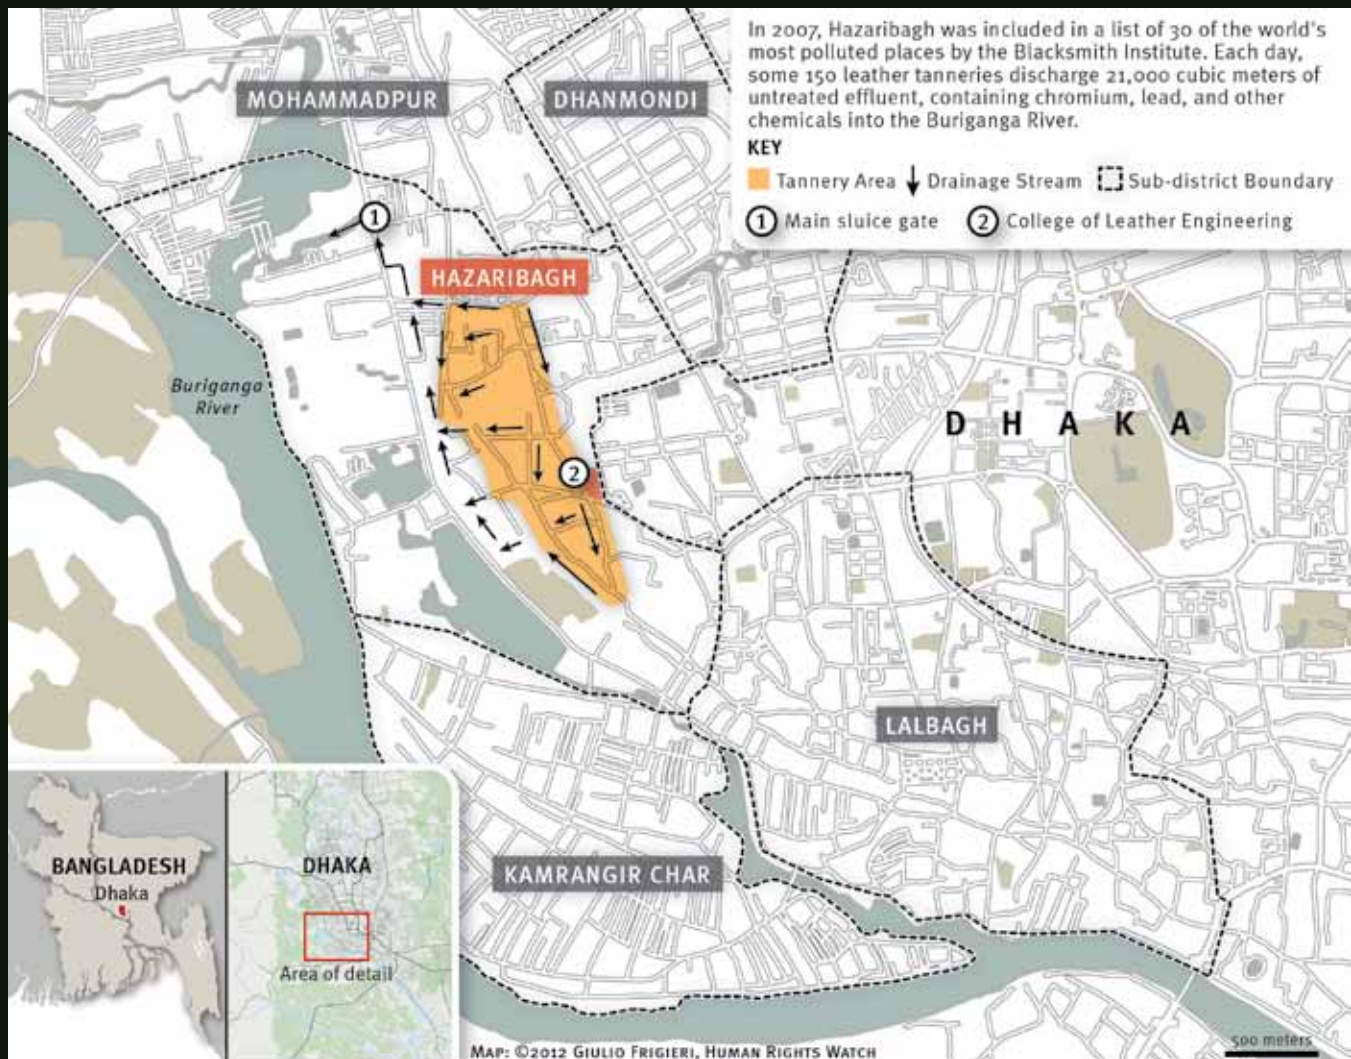 In 2007, Hazaribagh was included in a list of 30 of the world's
most polluted places by the Blacksmith Institute. Each day,
some 150 leather tanneries discharge 21,000 cubic meters of
untreated effluent, containing chromium, lead, and other
chemicals into the Buriganga River.
KEY
Tannery Area Drainage Stream Sub-district Boundary
1 Main sluice gate 2 College of Leather Engineering
MOHAMMADPUR
DHANMONDI
1
HAZARIBAGH
Buriganga
River
DHAKA
2
LALBAGH
KAMRANGIR CHAR
BANGLADESH
Dhaka
DHAKA
Area of detail
500 meters
MAP: ©2012 GIULIO FRIGIERI, HUMAN RIGHTS WATCH